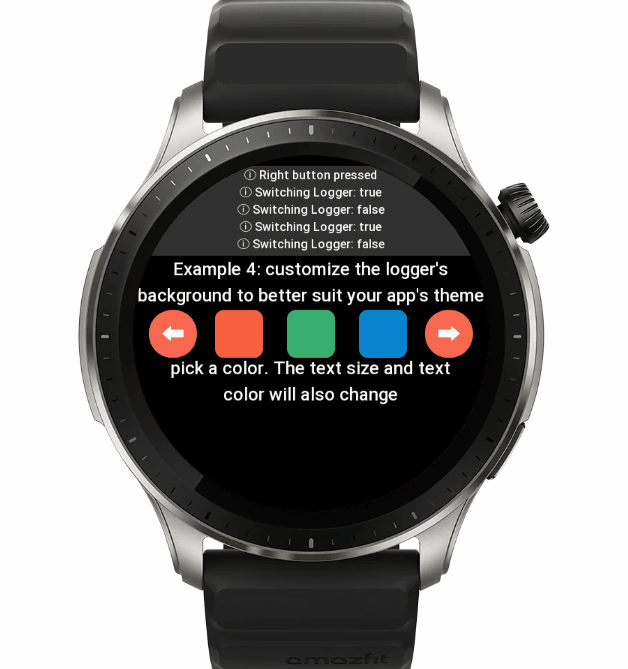 ⓘ Right button pressed
ⓘ Switching Logger: true
ⓘ Switching Logger: false
ⓘ Switching Logger: true
ⓘ Switching Logger: false
Example 4: customize the logger's
background to better suit your app's theme
pick a color. The text size and text
color will also change
amazfit